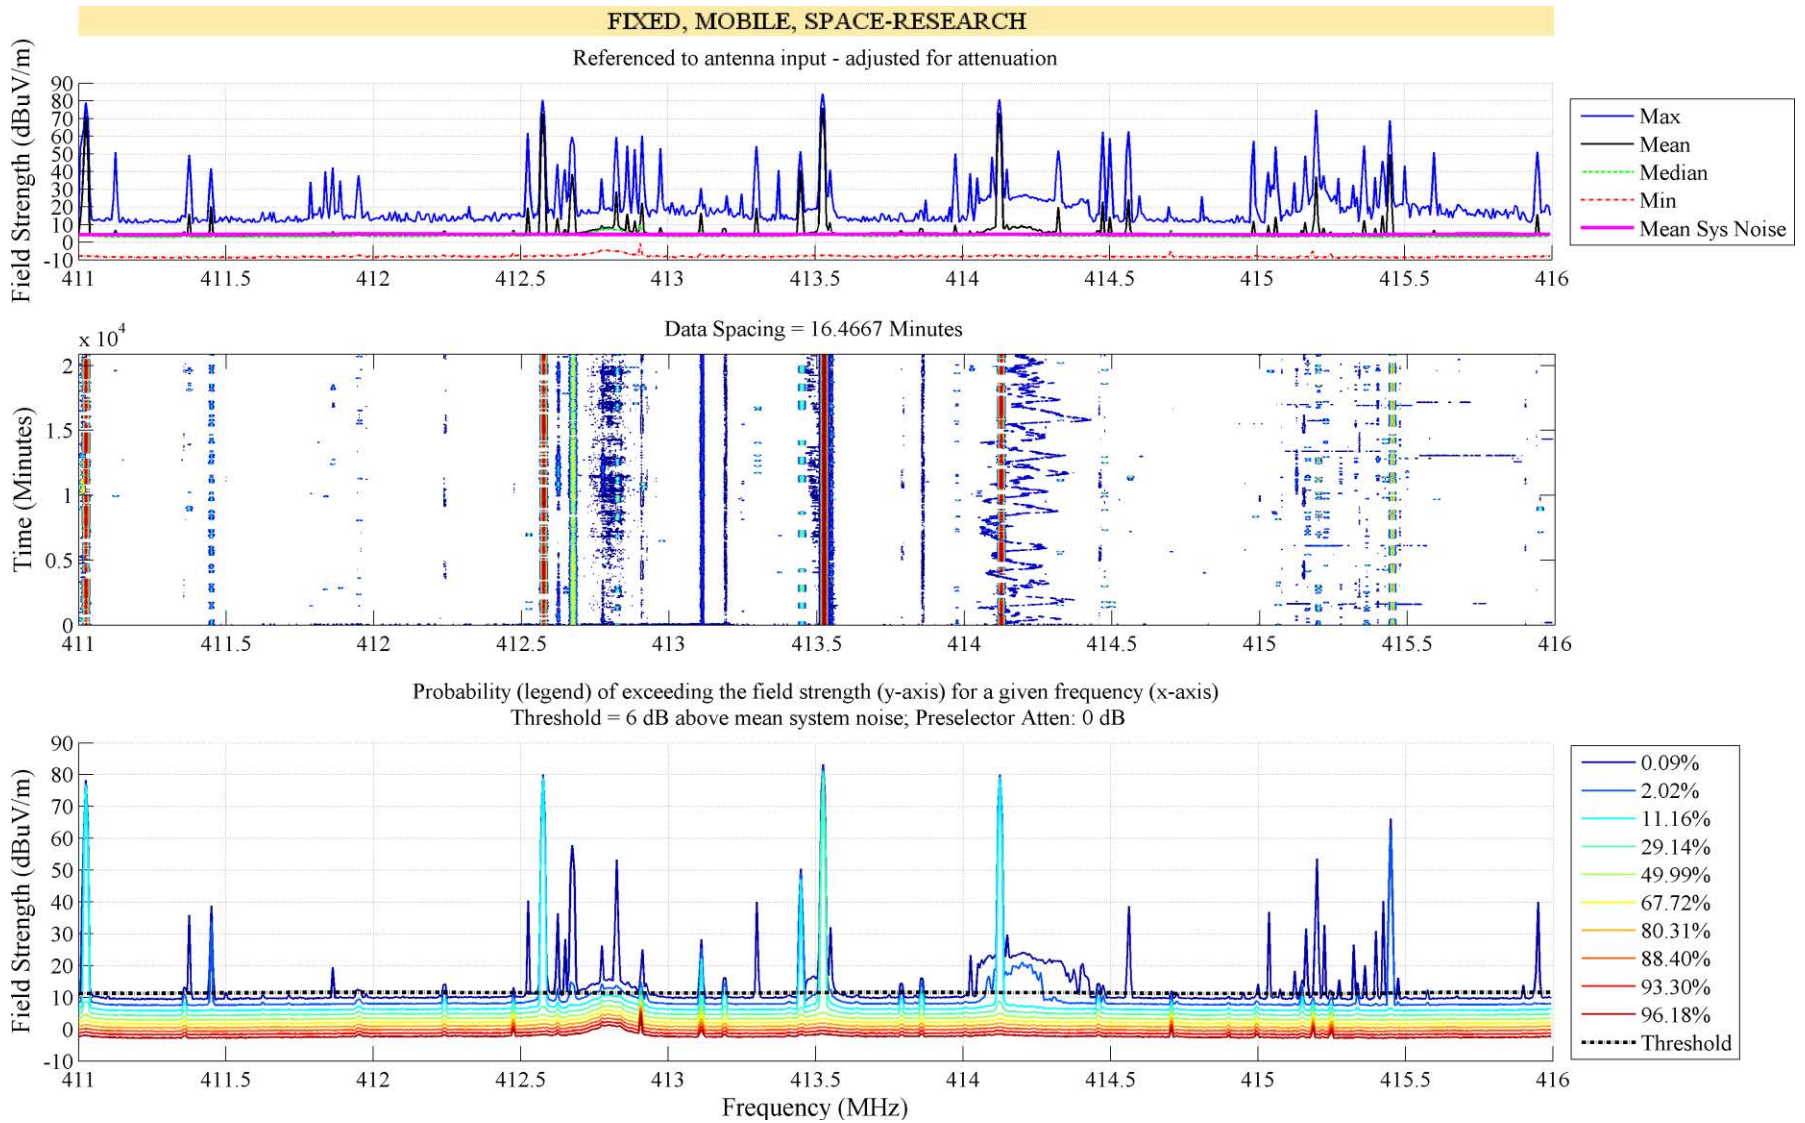 FIXED, MOBILE, SPACE-RESEARCH
Referenced to antenna input - adjusted for attenuation
Field Strength (dBuV/m)
90
80
70
60
50
40
30
20
10
0
-10
411 411.5 412 412.5 413 413.5 414 414.5 415 415.5 416
Max
Mean
Median
Min
Mean Sys Noise
Data Spacing = 16.4667 Minutes
x 10^4
Time (Minutes)
2
1.5
1
0.5
0
411 411.5 412 412.5 413 413.5 414 414.5 415 415.5 416
Probability (legend) of exceeding the field strength (y-axis) for a given frequency (x-axis)
Threshold = 6 dB above mean system noise; Preselector Atten: 0 dB
Field Strength (dBuV/m)
90
80
70
60
50
40
30
20
10
0
-10
411 411.5 412 412.5 413 413.5 414 414.5 415 415.5 416
Frequency (MHz)
0.09%
2.02%
11.16%
29.14%
49.99%
67.72%
80.31%
88.40%
93.30%
96.18%
Threshold